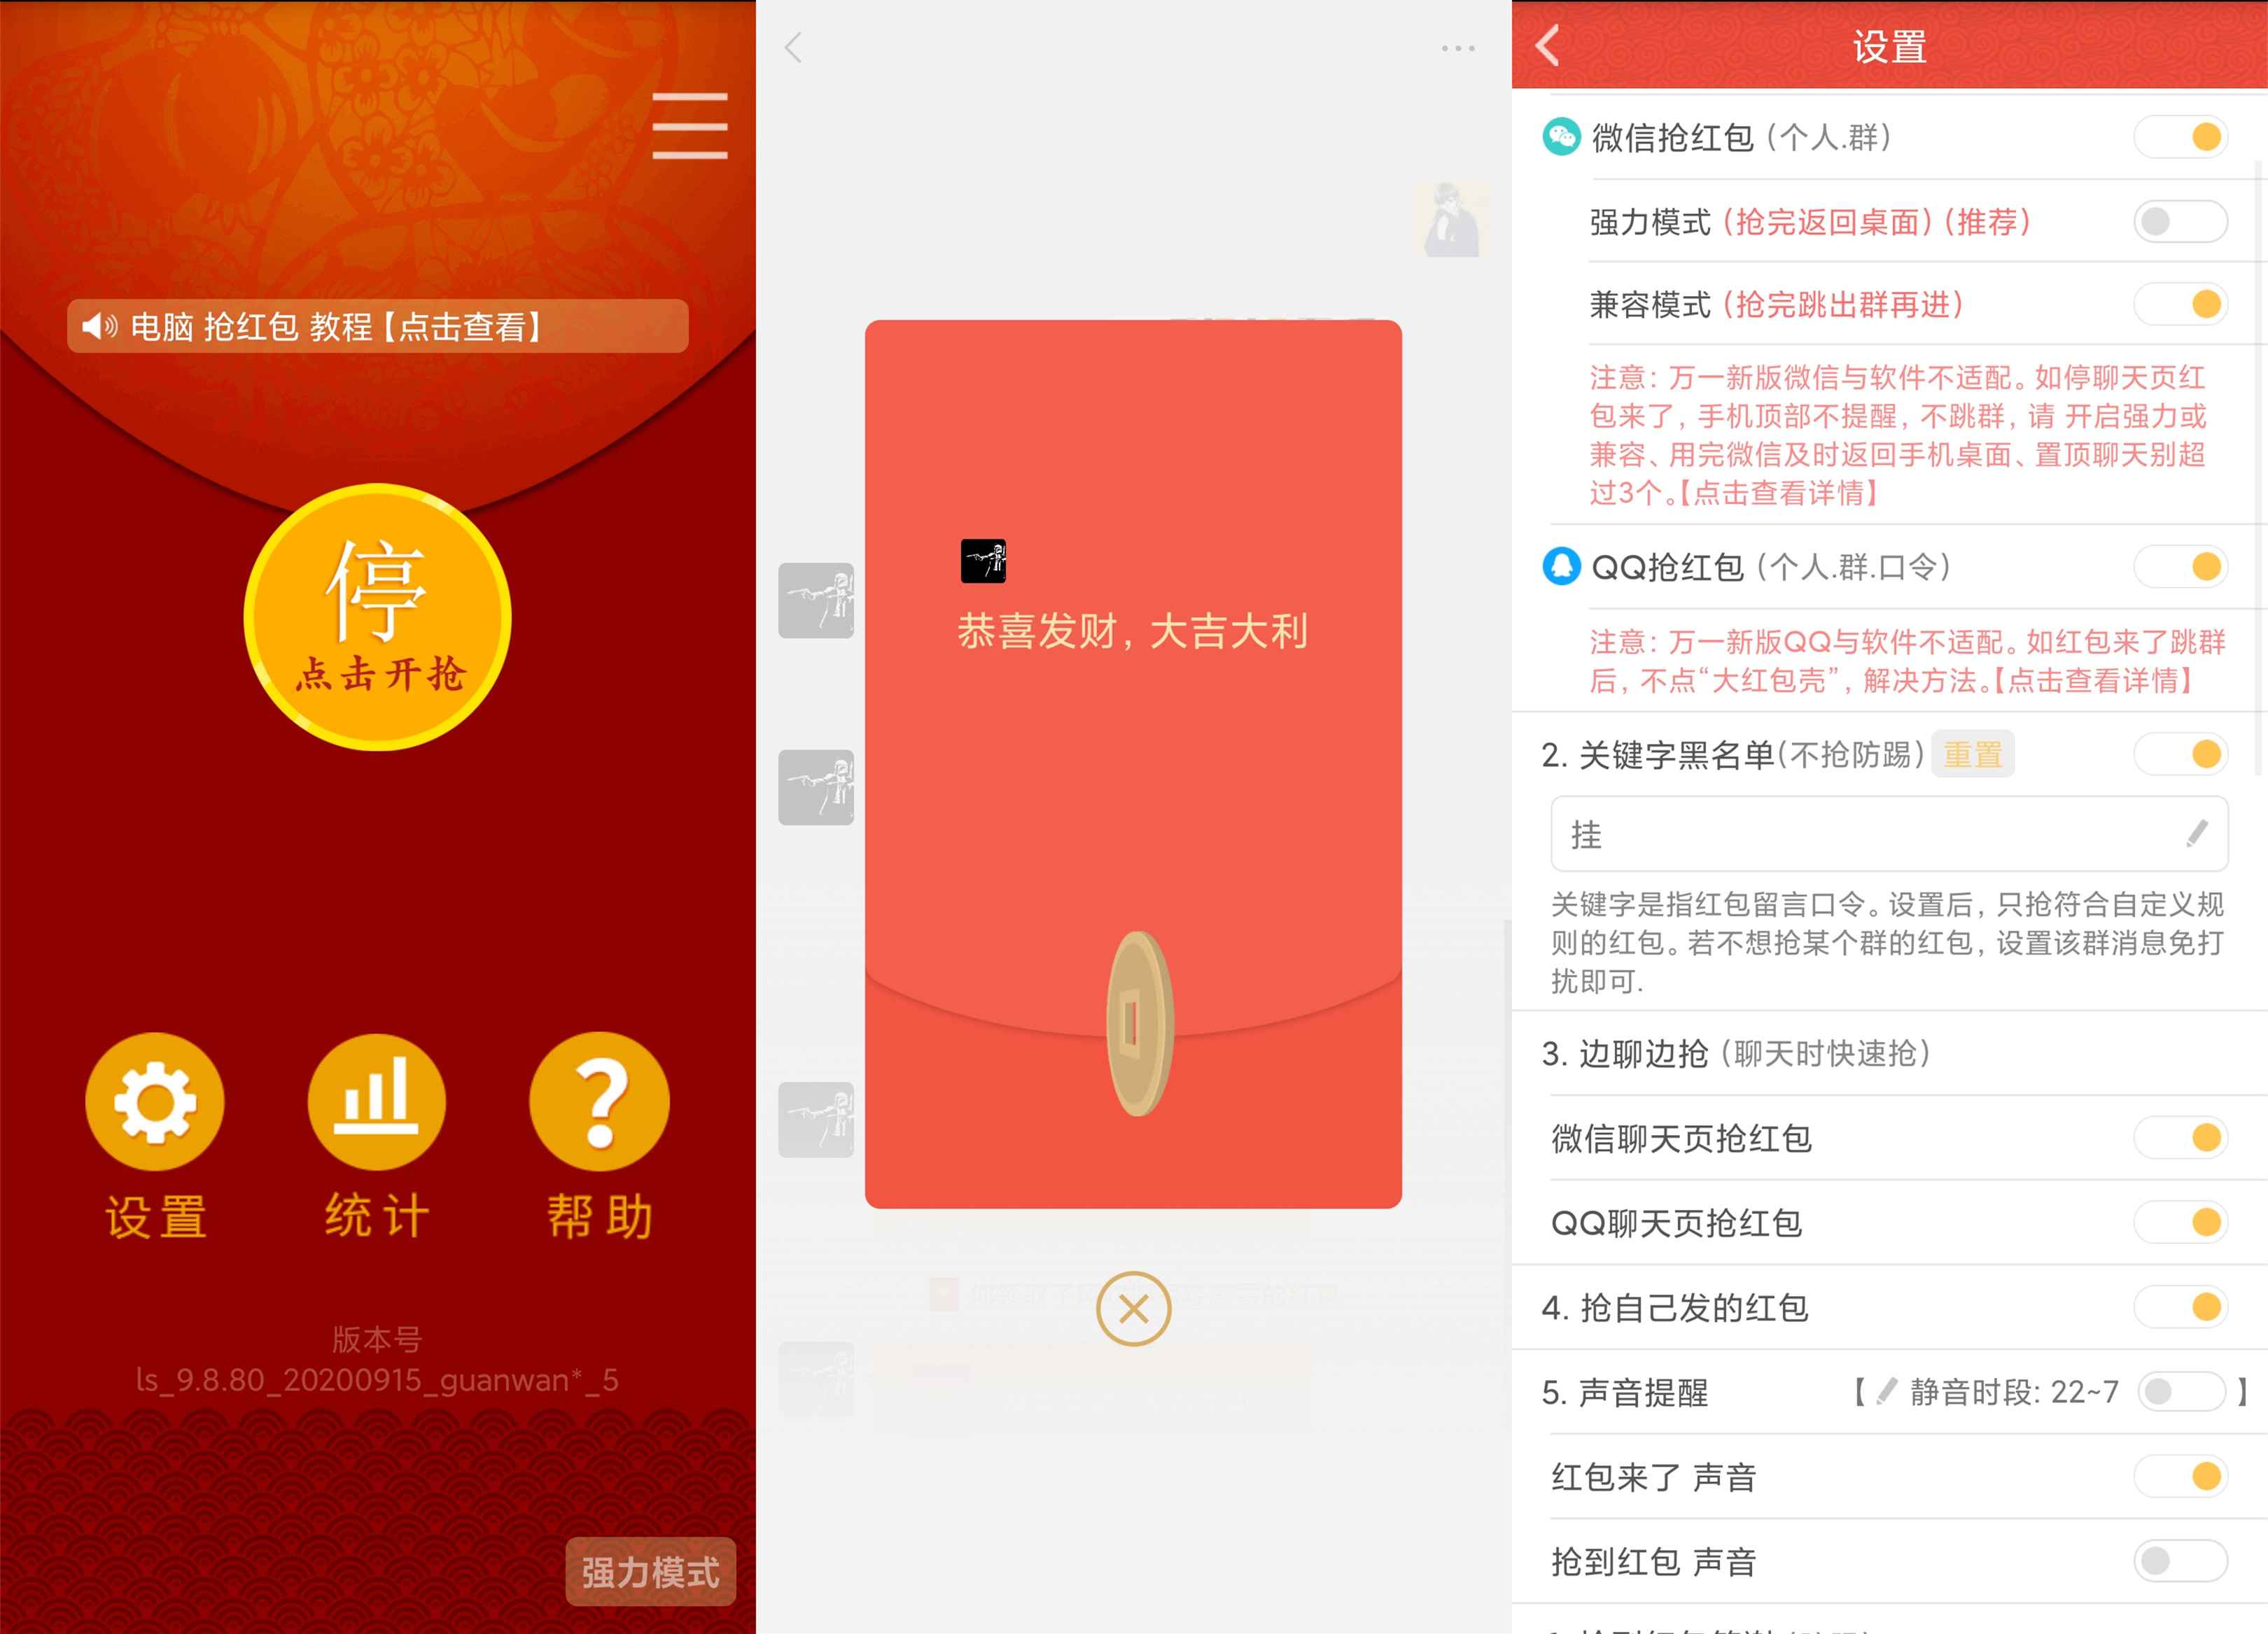 电脑 抢红包 教程【点击查看】
停
点击开抢
设置
统计
帮助
版本号
ls_9.8.80_20200915_guanwan*_5
强力模式
恭喜发财，大吉大利
设置
微信抢红包（个人.群）
强力模式（抢完返回桌面）（推荐）
兼容模式（抢完跳出群再进）
注意：万一新版微信与软件不适配。如停聊天页红
包来了，手机顶部不提醒，不跳群，请 开启强力或
兼容、用完微信及时返回手机桌面、置顶聊天别超
过3个。【点击查看详情】
QQ抢红包（个人.群.口令）
注意：万一新版QQ与软件不适配。如红包来了跳群
后，不点“大红包壳”，解决方法。【点击查看详情】
2. 关键字黑名单(不抢防踢) 重置
挂
关键字是指红包留言口令。设置后，只抢符合自定义规
则的红包。若不想抢某个群的红包，设置该群消息免打
扰即可.
3. 边聊边抢（聊天时快速抢）
微信聊天页抢红包
QQ聊天页抢红包
4. 抢自己发的红包
5. 声音提醒 【静音时段: 22~7 】
红包来了 声音
抢到红包 声音